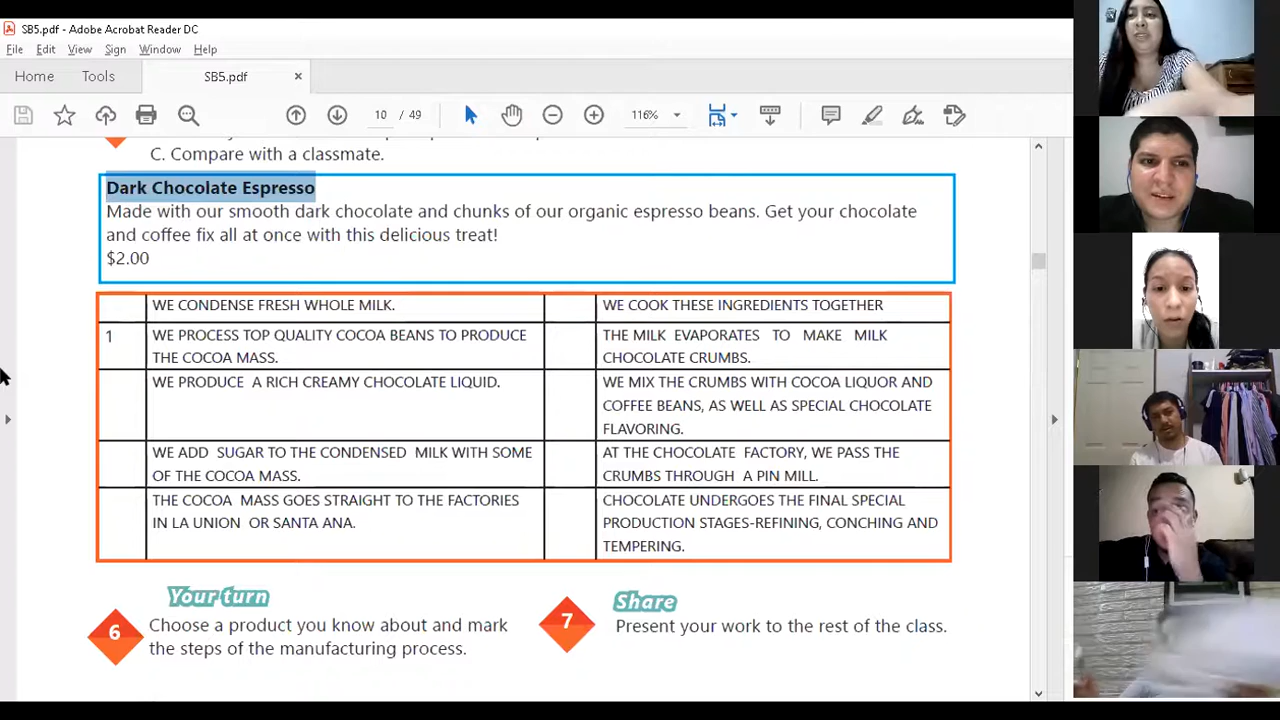 SB5.pdf - Adobe Acrobat Reader DC
File Edit View Sign Window Help
Home Tools SB5.pdf ×
10 / 49 116%
C. Compare with a classmate.
Dark Chocolate Espresso
Made with our smooth dark chocolate and chunks of our organic espresso beans. Get your chocolate
and coffee fix all at once with this delicious treat!
$2.00
WE CONDENSE FRESH WHOLE MILK.
WE COOK THESE INGREDIENTS TOGETHER
1 WE PROCESS TOP QUALITY COCOA BEANS TO PRODUCE
THE COCOA MASS.
THE MILK EVAPORATES TO MAKE MILK
CHOCOLATE CRUMBS.
WE PRODUCE A RICH CREAMY CHOCOLATE LIQUID.
WE MIX THE CRUMBS WITH COCOA LIQUOR AND
COFFEE BEANS, AS WELL AS SPECIAL CHOCOLATE
FLAVORING.
WE ADD SUGAR TO THE CONDENSED MILK WITH SOME
OF THE COCOA MASS.
AT THE CHOCOLATE FACTORY, WE PASS THE
CRUMBS THROUGH A PIN MILL.
THE COCOA MASS GOES STRAIGHT TO THE FACTORIES
IN LA UNION OR SANTA ANA.
CHOCOLATE UNDERGOES THE FINAL SPECIAL
PRODUCTION STAGES-REFINING, CONCHING AND
TEMPERING.
Your turn
6 Choose a product you know about and mark
the steps of the manufacturing process.
Share
7 Present your work to the rest of the class.